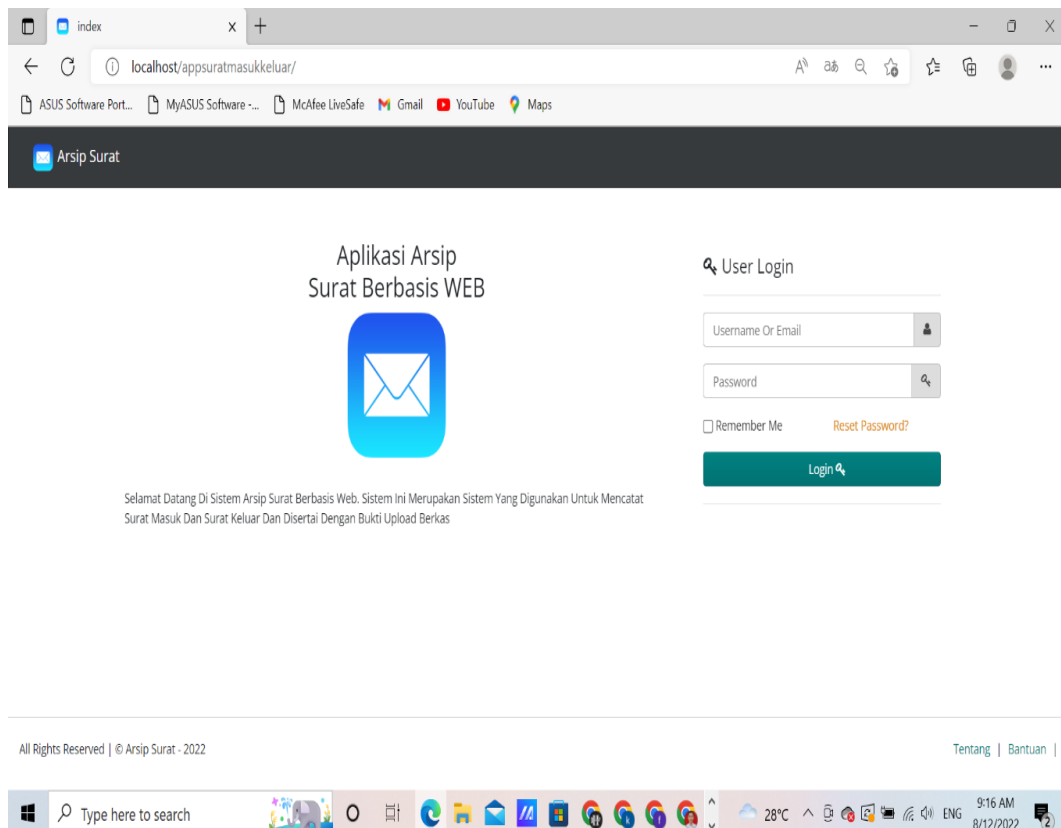 index
localhost/appsuratmasukkeluar/
ASUS Software Port... MyASUS Software -... McAfee LiveSafe Gmail YouTube Maps
Arsip Surat
Aplikasi Arsip
Surat Berbasis WEB
Selamat Datang Di Sistem Arsip Surat Berbasis Web. Sistem Ini Merupakan Sistem Yang Digunakan Untuk Mencatat
Surat Masuk Dan Surat Keluar Dan Disertai Dengan Bukti Upload Berkas
User Login
Username Or Email
Password
Remember Me Reset Password?
Login
All Rights Reserved | © Arsip Surat - 2022 Tentang | Bantuan |
Type here to search 28°C ENG 9:16 AM
8/12/2022 2